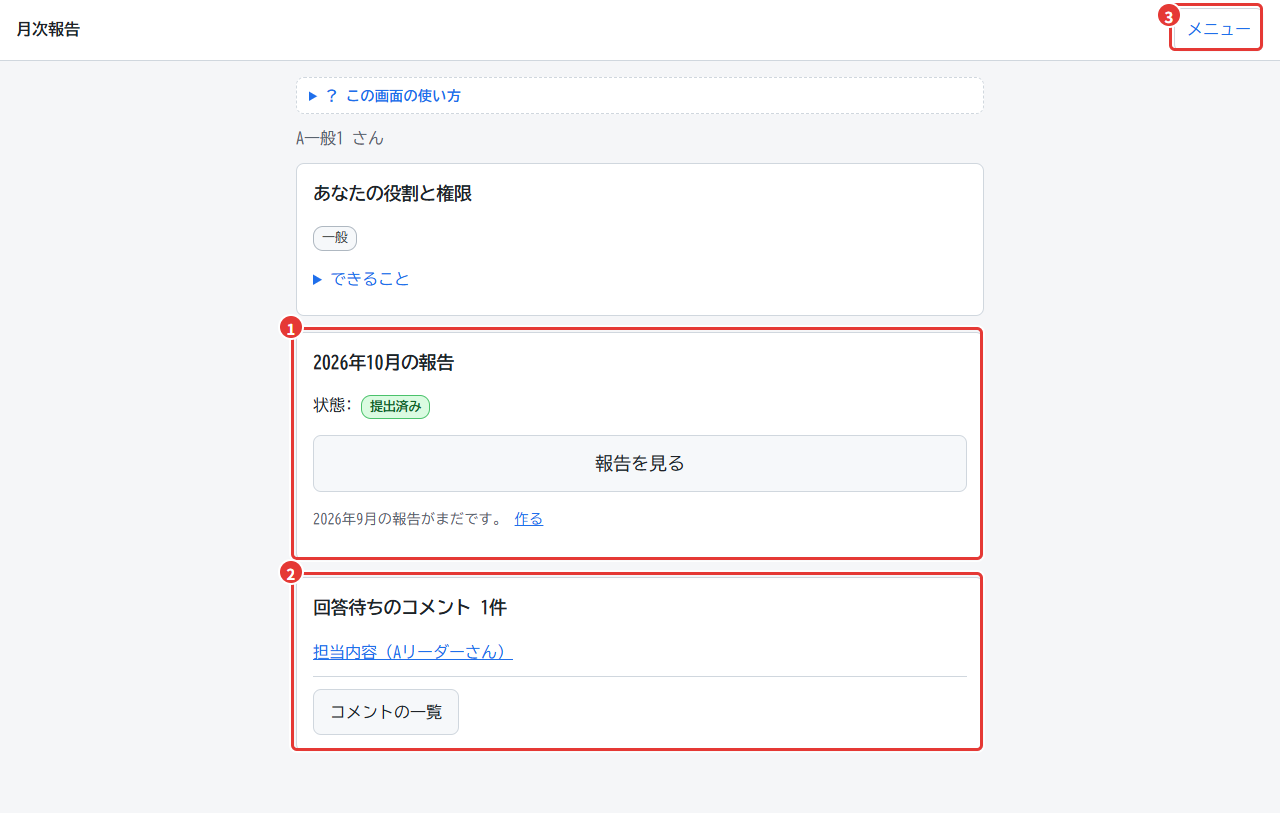 月次報告
3
メニュー
? この画面の使い方
A一般1 さん
あなたの役割と権限
一般
できること
1
2026年10月の報告
状態: 提出済み
報告を見る
2026年9月の報告がまだです。 作る
2
回答待ちのコメント 1件
担当内容（Aリーダーさん）
コメントの一覧